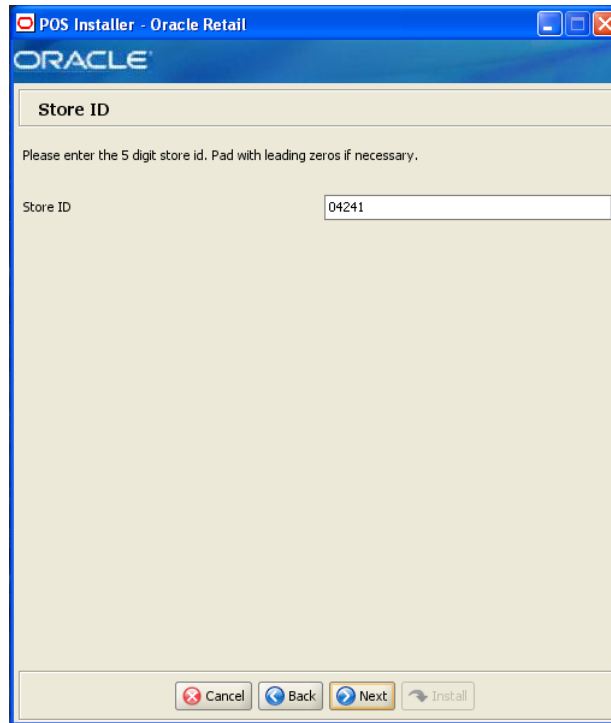 POS Installer - Oracle Retail
ORACLE
Store ID
Please enter the 5 digit store id. Pad with leading zeros if necessary.
Store ID 04241
Cancel Back Next Install